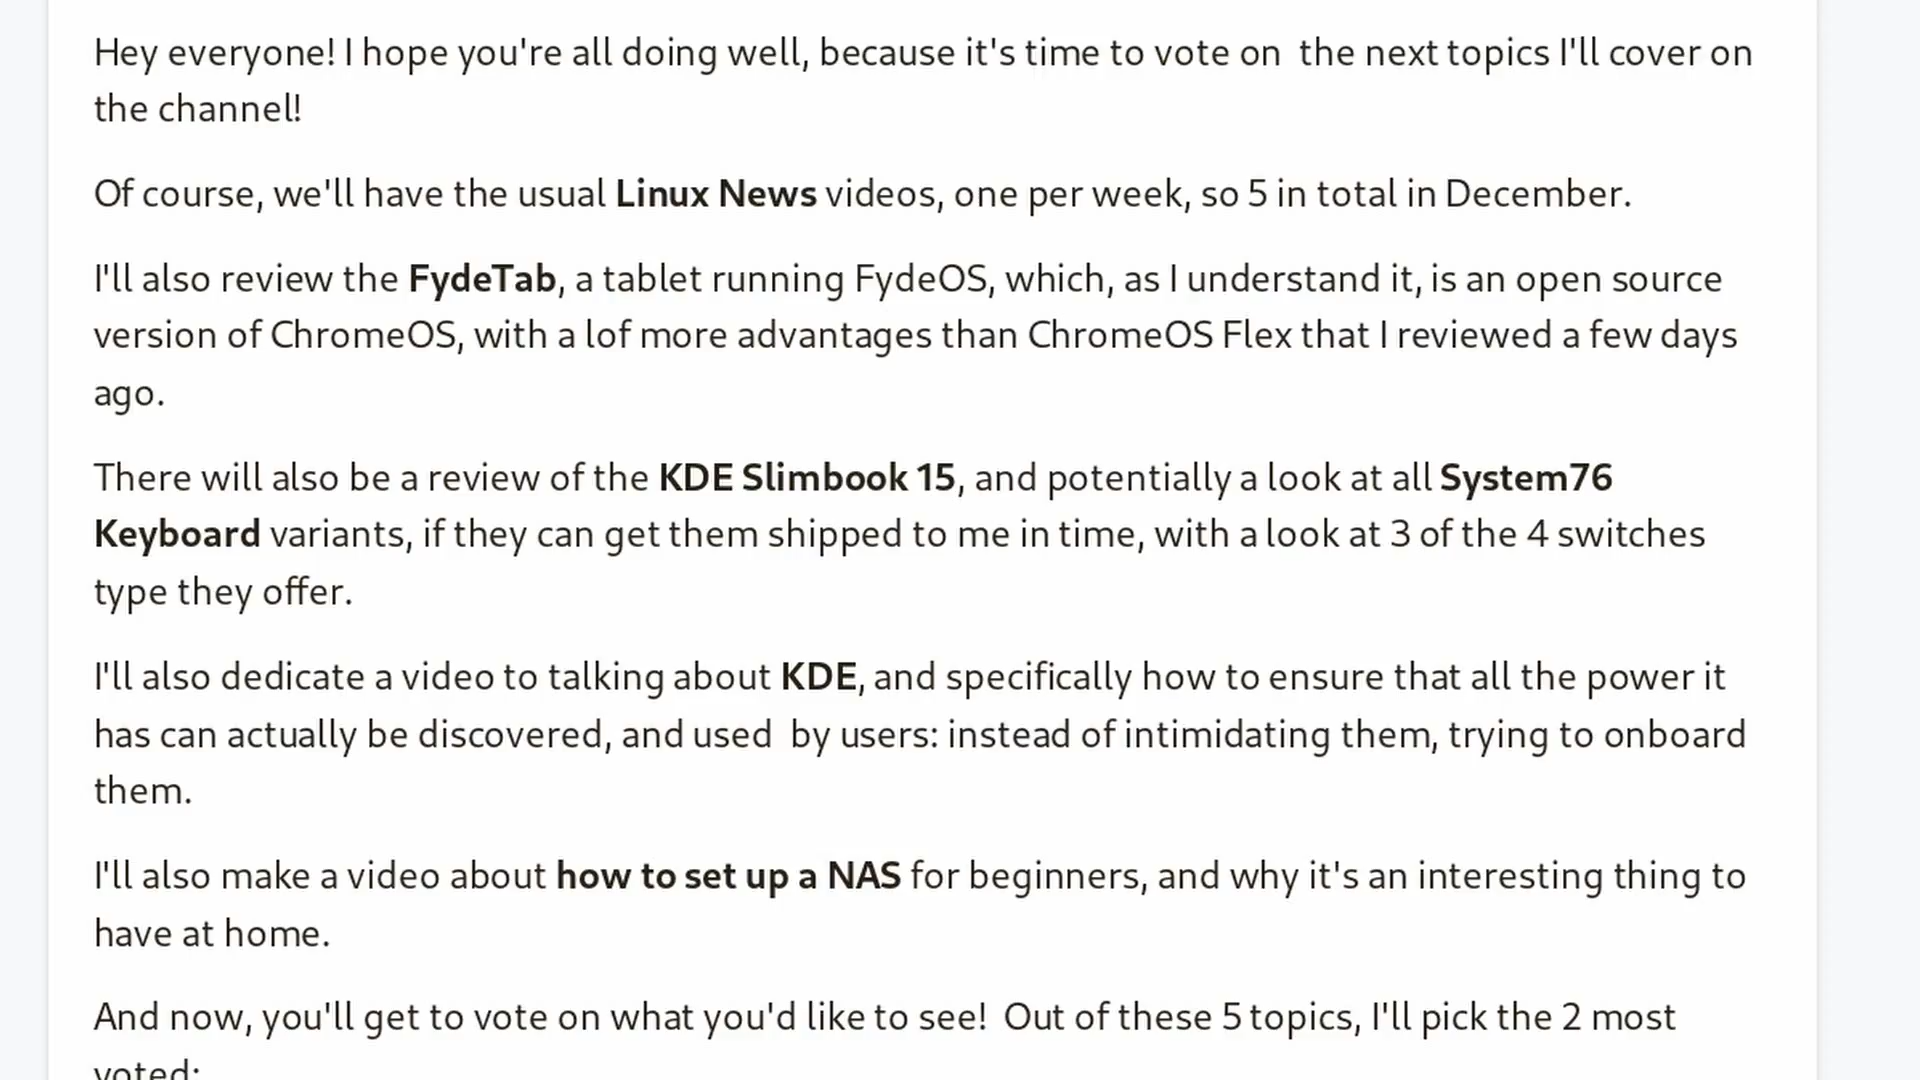 Hey everyone! I hope you're all doing well, because it's time to vote on  the next topics I'll cover on
the channel!
Of course, we'll have the usual Linux News videos, one per week, so 5 in total in December.
I'll also review the FydeTab, a tablet running FydeOS, which, as I understand it, is an open source
version of ChromeOS, with a lof more advantages than ChromeOS Flex that I reviewed a few days
ago.
There will also be a review of the KDE Slimbook 15, and potentially a look at all System76
Keyboard variants, if they can get them shipped to me in time, with a look at 3 of the 4 switches
type they offer.
I'll also dedicate a video to talking about KDE, and specifically how to ensure that all the power it
has can actually be discovered, and used  by users: instead of intimidating them, trying to onboard
them.
I'll also make a video about how to set up a NAS for beginners, and why it's an interesting thing to
have at home.
And now, you'll get to vote on what you'd like to see!  Out of these 5 topics, I'll pick the 2 most
voted: